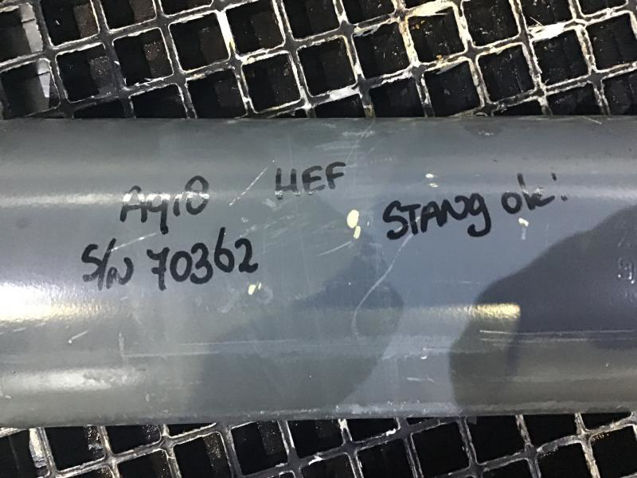 Aq10 HEF
STANG ok!
S/N 70362